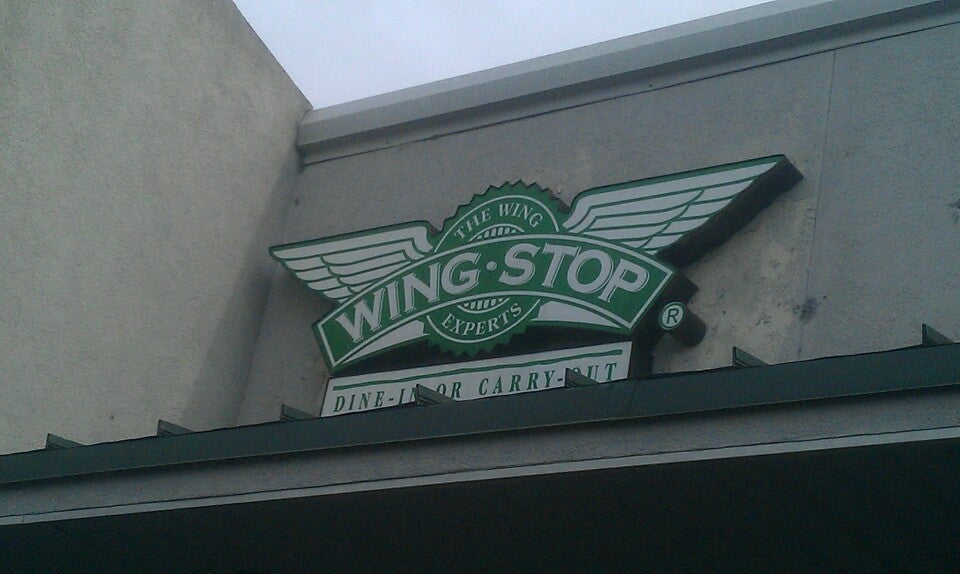 THE WING
WING·STOP
EXPERTS
®
DINE-IN OR CARRY-OUT